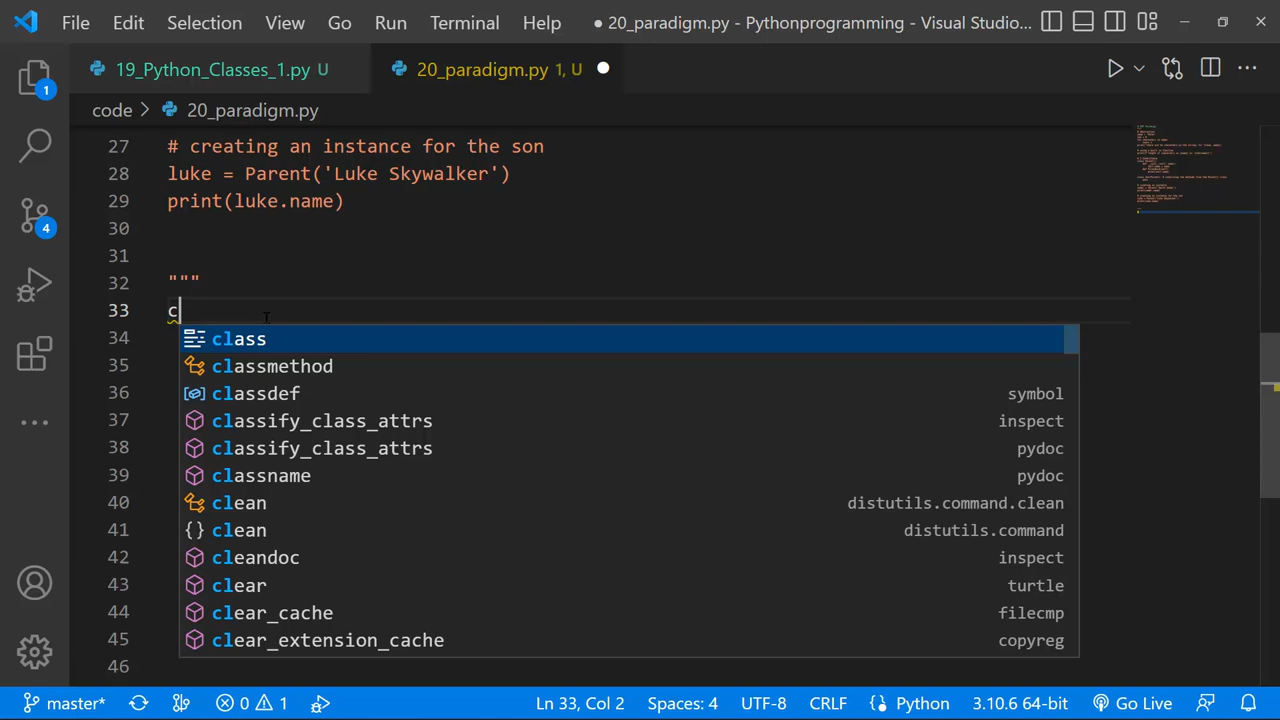 File Edit Selection View Go Run Terminal Help ● 20_paradigm.py - Pythonprogramming - Visual Studio...
19_Python_Classes_1.py U 20_paradigm.py 1, U
code > 20_paradigm.py
1
4
27 # creating an instance for the son
28 luke = Parent('Luke Skywalker')
29 print(luke.name)
30
31
32 """
33 c
34 class
35 classmethod
36 classdef symbol
37 classify_class_attrs inspect
38 classify_class_attrs pydoc
39 classname pydoc
40 clean distutils.command.clean
41 clean distutils.command
42 cleandoc inspect
43 clear turtle
44 clear_cache filecmp
45 clear_extension_cache copyreg
46
master* 0 1 Ln 33, Col 2 Spaces: 4 UTF-8 CRLF Python 3.10.6 64-bit Go Live